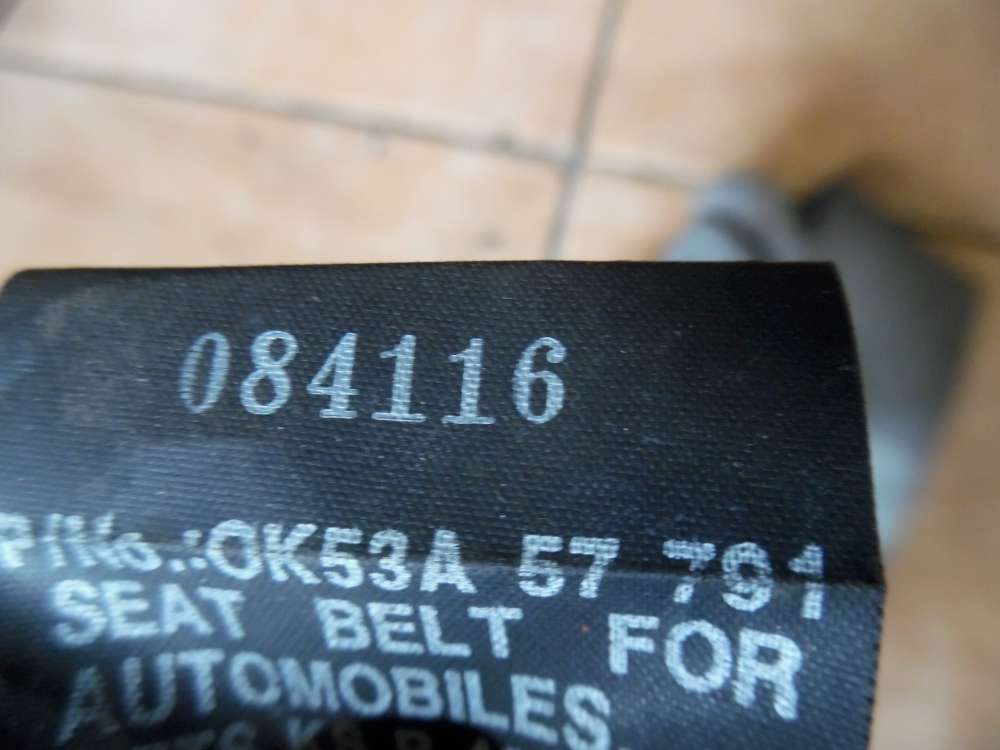 084116
P/No.:OK53A 57 791
SEAT BELT FOR
AUTOMOBILES